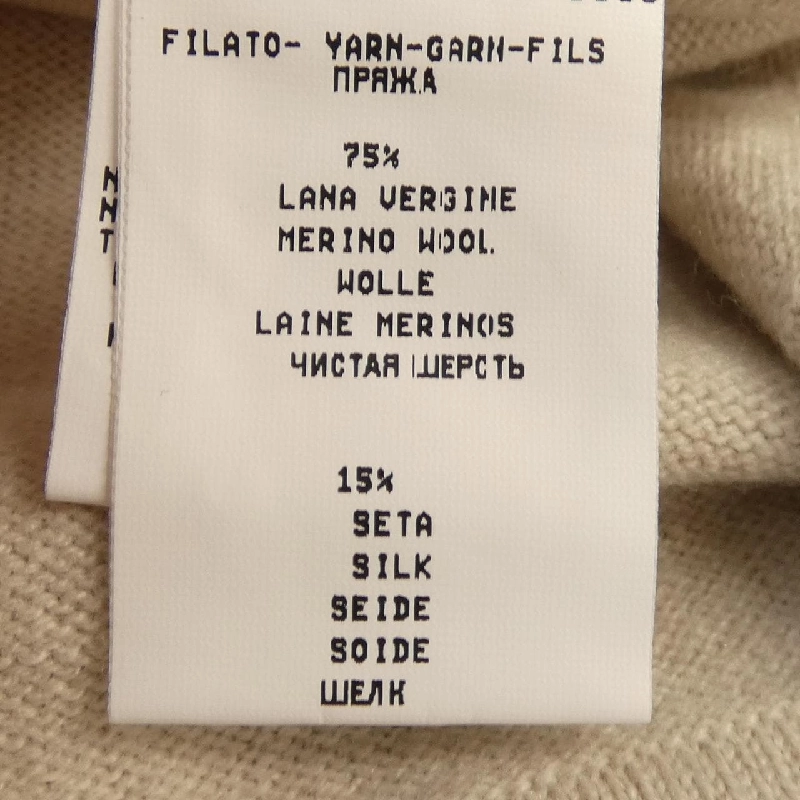 FILATO- YARN-GARN-FILS
ПРЯЖА
75%
LANA VERGINE
MERINO WOOL
WOLLE
LAINE MERINOS
ЧИСТАЯ ШЕРСТЬ
15%
SETA
SILK
SEIDE
SOIDE
ШЕЛК